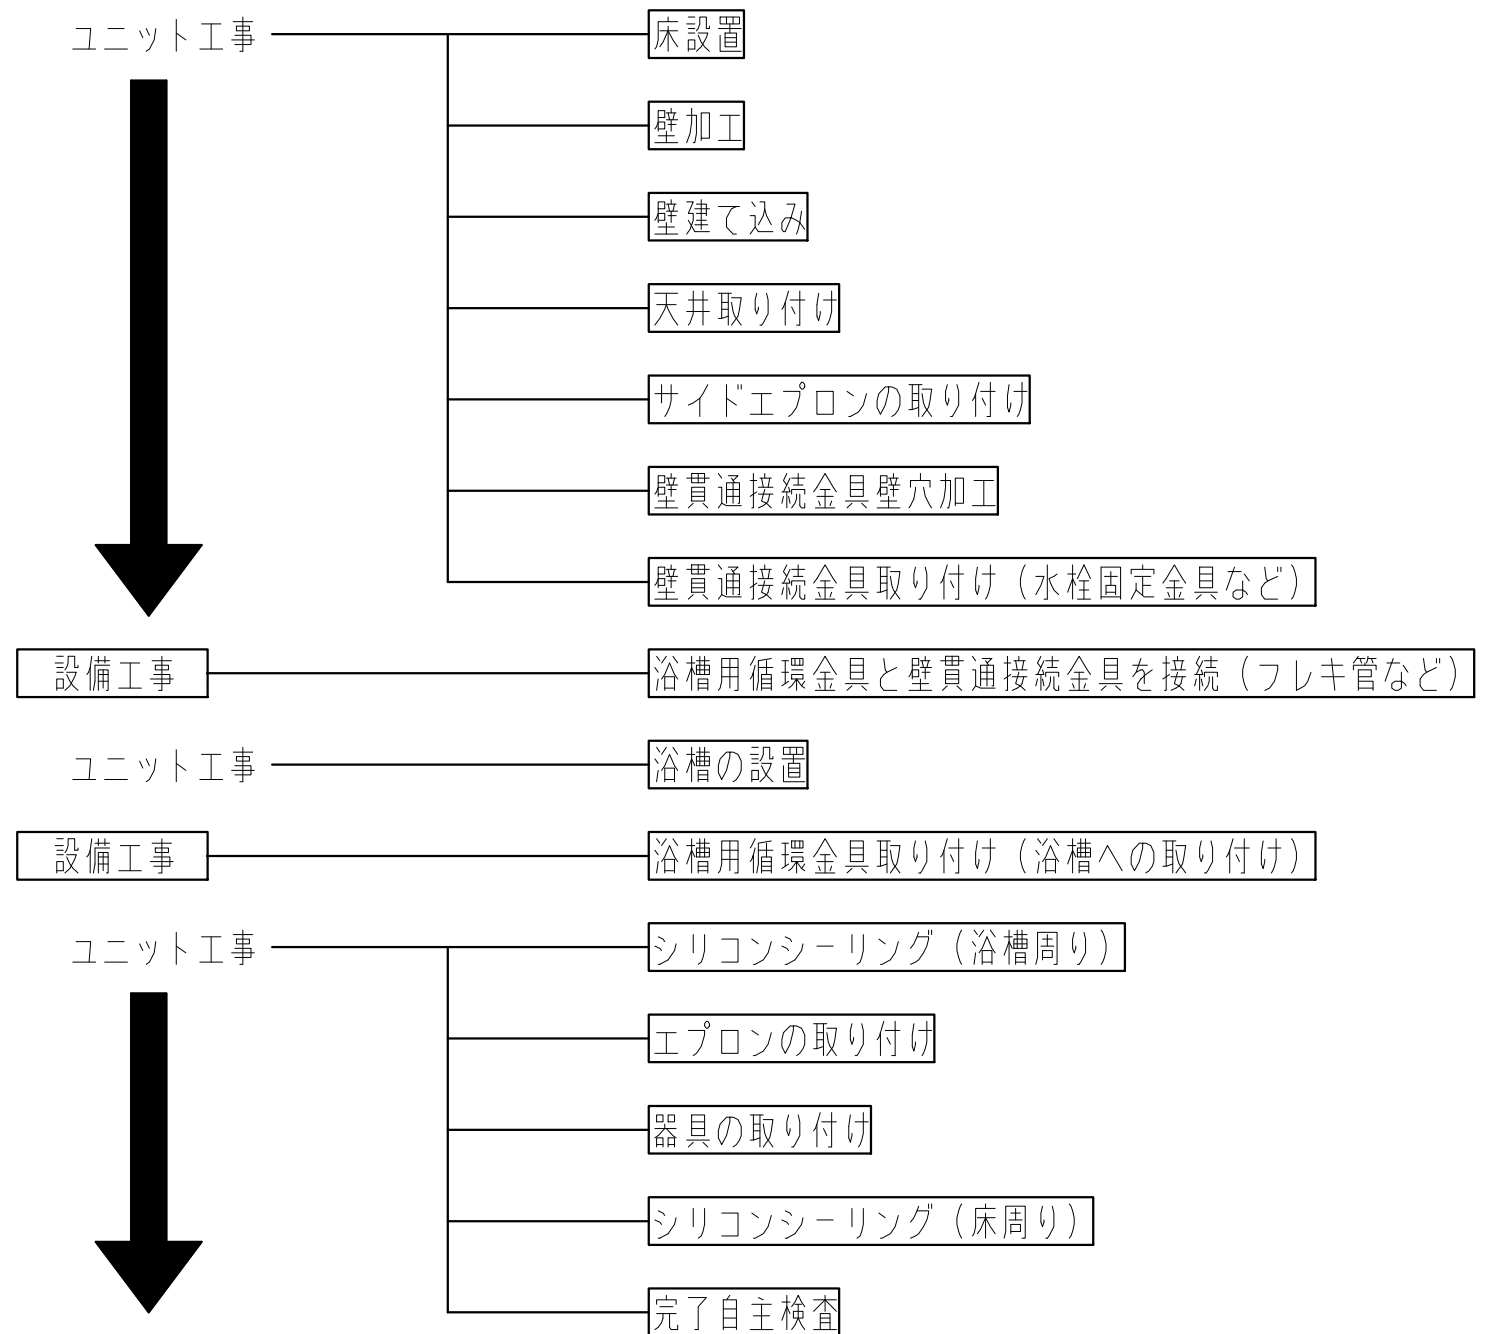 ユニット工事
床設置
壁加工
壁建て込み
天井取り付け
サイドエプロンの取り付け
壁貫通接続金具壁穴加工
壁貫通接続金具取り付け（水栓固定金具など）
設備工事
浴槽用循環金具と壁貫通接続金具を接続（フレキ管など）
ユニット工事
浴槽の設置
設備工事
浴槽用循環金具取り付け（浴槽への取り付け）
ユニット工事
シリコンシーリング（浴槽周り）
エプロンの取り付け
器具の取り付け
シリコンシーリング（床周り）
完了自主検査